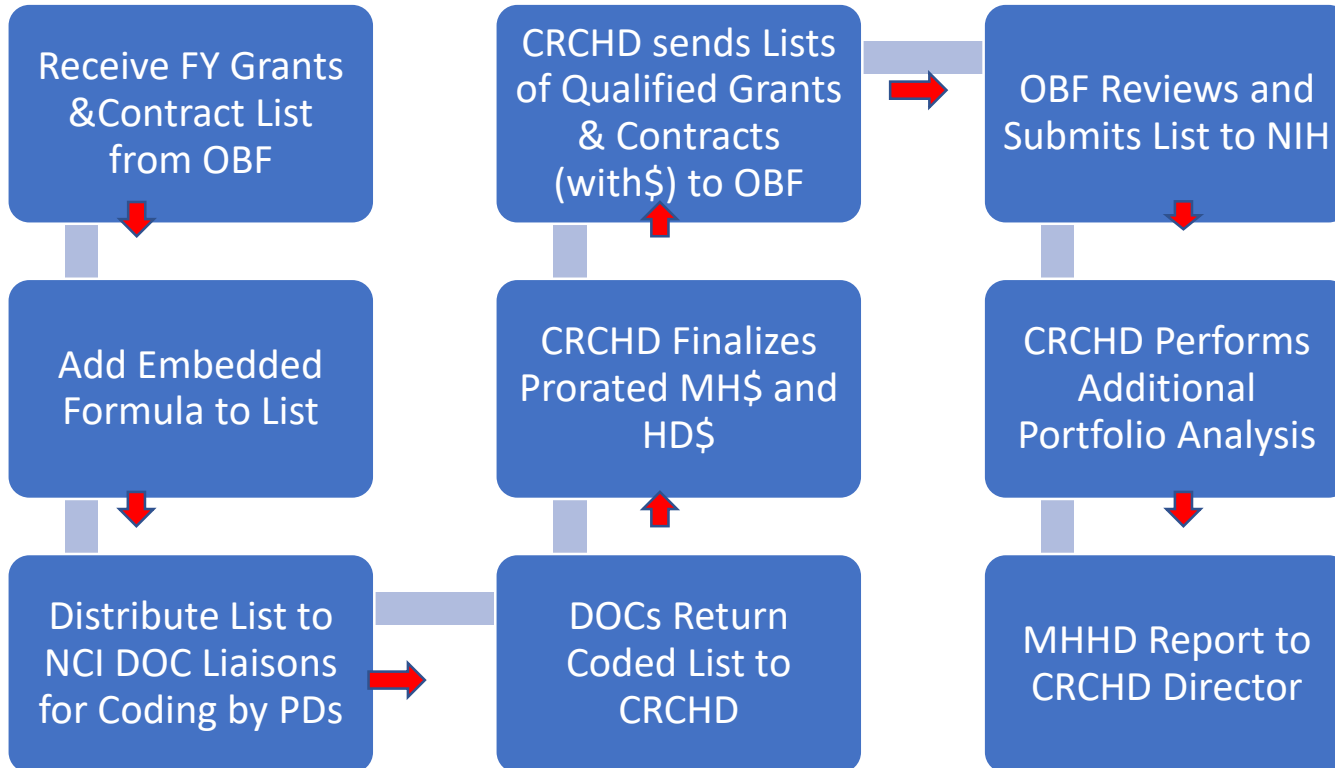 Receive FY Grants
&Contract List
from OBF
Add Embedded
Formula to List
Distribute List to
NCI DOC Liaisons
for Coding by PDs
DOCs Return
Coded List to
CRCHD
CRCHD Finalizes
Prorated MH$ and
HD$
CRCHD sends Lists
of Qualified Grants
& Contracts
(with$) to OBF
OBF Reviews and
Submits List to NIH
CRCHD Performs
Additional
Portfolio Analysis
MHHD Report to
CRCHD Director